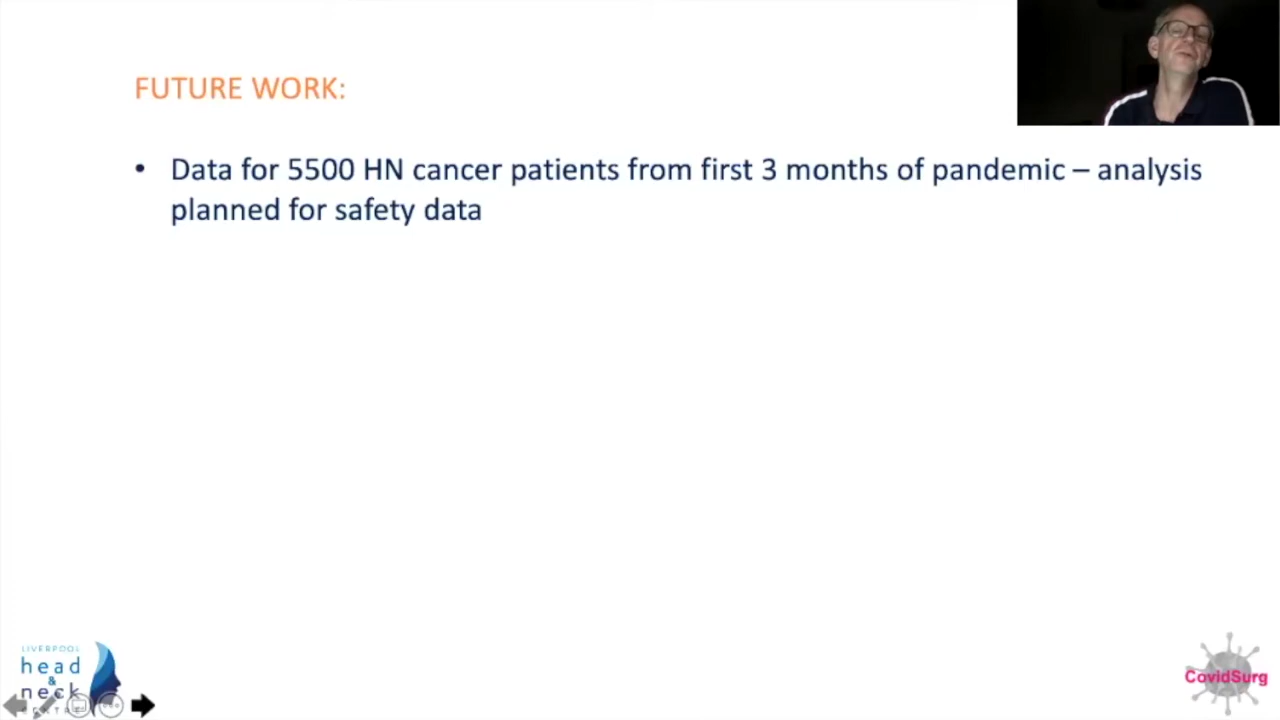 FUTURE WORK:
• Data for 5500 HN cancer patients from first 3 months of pandemic – analysis
planned for safety data
LIVERPOOL
head
&
neck
CENTRE
CovidSurg